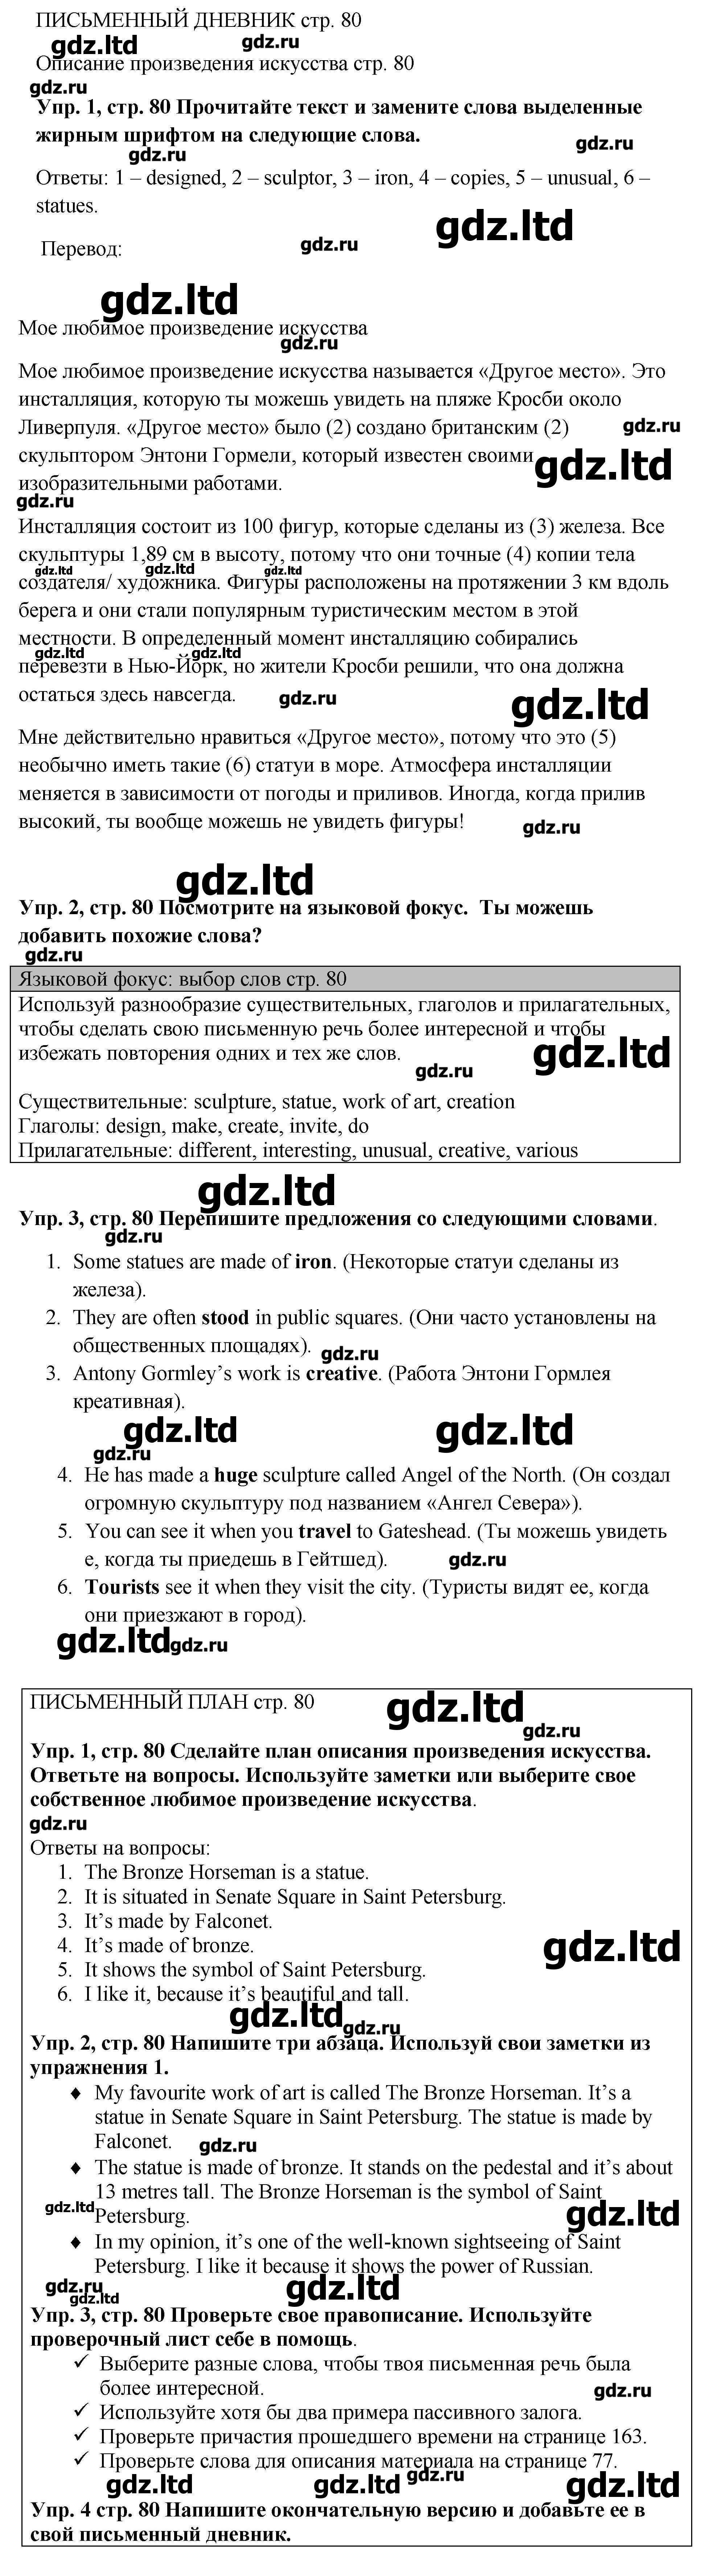 ПИСЬМЕННЫЙ ДНЕВНИК стр. 80
gdz.ltd
gdz.ru
Описание произведения искусства стр. 80
gdz.ru
Упр. 1, стр. 80 Прочитайте текст и замените слова выделенные
жирным шрифтом на следующие слова.
gdz.ru
gdz.ru
Ответы: 1 – designed, 2 – sculptor, 3 – iron, 4 – copies, 5 – unusual, 6 –
statues.
gdz.ltd
Перевод:
gdz.ru
gdz.ltd
Мое любимое произведение искусства
gdz.ru
Мое любимое произведение искусства называется «Другое место». Это
инсталляция, которую ты можешь увидеть на пляже Кросби около
Ливерпуля. «Другое место» было (2) создано британским (2)
gdz.ru
скульптором Энтони Гормели, который известен своими
gdz.ltd
изобразительными работами.
gdz.ru
Инсталляция состоит из 100 фигур, которые сделаны из (3) железа. Все
скульптуры 1,89 см в высоту, потому что они точные (4) копии тела
gdz.ltd
gdz.ltd
gdz.ltd
создателя/ художника. Фигуры расположены на протяжении 3 км вдоль
берега и они стали популярным туристическим местом в этой
местности. В определенный момент инсталляцию собирались
gdz.ltd
gdz.ltd
перевезти в Нью-Йорк, но жители Кросби решили, что она должна
остаться здесь навсегда.
gdz.ru
gdz.ltd
Мне действительно нравиться «Другое место», потому что это (5)
необычно иметь такие (6) статуи в море. Атмосфера инсталляции
меняется в зависимости от погоды и приливов. Иногда, когда прилив
высокий, ты вообще можешь не увидеть фигуры!
gdz.ru
gdz.ltd
Упр. 2, стр. 80 Посмотрите на языковой фокус. Ты можешь
добавить похожие слова?
gdz.ru
Языковой фокус: выбор слов стр. 80
Используй разнообразие существительных, глаголов и прилагательных,
чтобы сделать свою письменную речь более интересной и чтобы
избежать повторения одних и тех же слов.
gdz.ltd
gdz.ru
Существительные: sculpture, statue, work of art, creation
Глаголы: design, make, create, invite, do
Прилагательные: different, interesting, unusual, creative, various
gdz.ltd
Упр. 3, стр. 80 Перепишите предложения со следующими словами.
gdz.ru
1. Some statues are made of iron. (Некоторые статуи сделаны из
железа).
2. They are often stood in public squares. (Они часто установлены на
общественных площадях).
gdz.ru
3. Antony Gormley’s work is creative. (Работа Энтони Гормлея
креативная).
gdz.ltd
gdz.ltd
gdz.ru
4. He has made a huge sculpture called Angel of the North. (Он создал
огромную скульптуру под названием «Ангел Севера»).
5. You can see it when you travel to Gateshead. (Ты можешь увидеть
е, когда ты приедешь в Гейтшед).
gdz.ru
6. Tourists see it when they visit the city. (Туристы видят ее, когда
они приезжают в город).
gdz.ltd
gdz.ru
ПИСЬМЕННЫЙ ПЛАН стр. 80
gdz.ltd
gdz.ru
Упр. 1, стр. 80 Сделайте план описания произведения искусства.
Ответьте на вопросы. Используйте заметки или выберите свое
собственное любимое произведение искусства.
gdz.ru
Ответы на вопросы:
1. The Bronze Horseman is a statue.
2. It is situated in Senate Square in Saint Petersburg.
3. It’s made by Falconet.
4. It’s made of bronze.
gdz.ltd
5. It shows the symbol of Saint Petersburg.
6. I like it, because it’s beautiful and tall.
gdz.ltd
gdz.ru
Упр. 2, стр. 80 Напишите три абзаца. Используй свои заметки из
упражнения 1.
♦ My favourite work of art is called The Bronze Horseman. It’s a
statue in Senate Square in Saint Petersburg. The statue is made by
Falconet.
gdz.ru
♦ The statue is made of bronze. It stands on the pedestal and it’s about
13 metres tall. The Bronze Horseman is the symbol of Saint
gdz.ltd
Petersburg.
gdz.ltd
♦ In my opinion, it’s one of the well-known sightseeing of Saint
Petersburg. I like it because it shows the power of Russian.
gdz.ru
gdz.ltd
gdz.ltd
Упр. 3, стр. 80 Проверьте свое правописание. Используйте
проверочный лист себе в помощь.
✓ Выберите разные слова, чтобы твоя письменная речь была
более интересной.
gdz.ru
✓ Используйте хотя бы два примера пассивного залога.
✓ Проверьте причастия прошедшего времени на странице 163.
✓ Проверьте слова для описания материала на странице 77.
gdz.ltd
gdz.ltd
gdz.ru
gdz.ltd
Упр. 4 стр. 80 Напишите окончательную версию и добавьте ее в
свой письменный дневник.